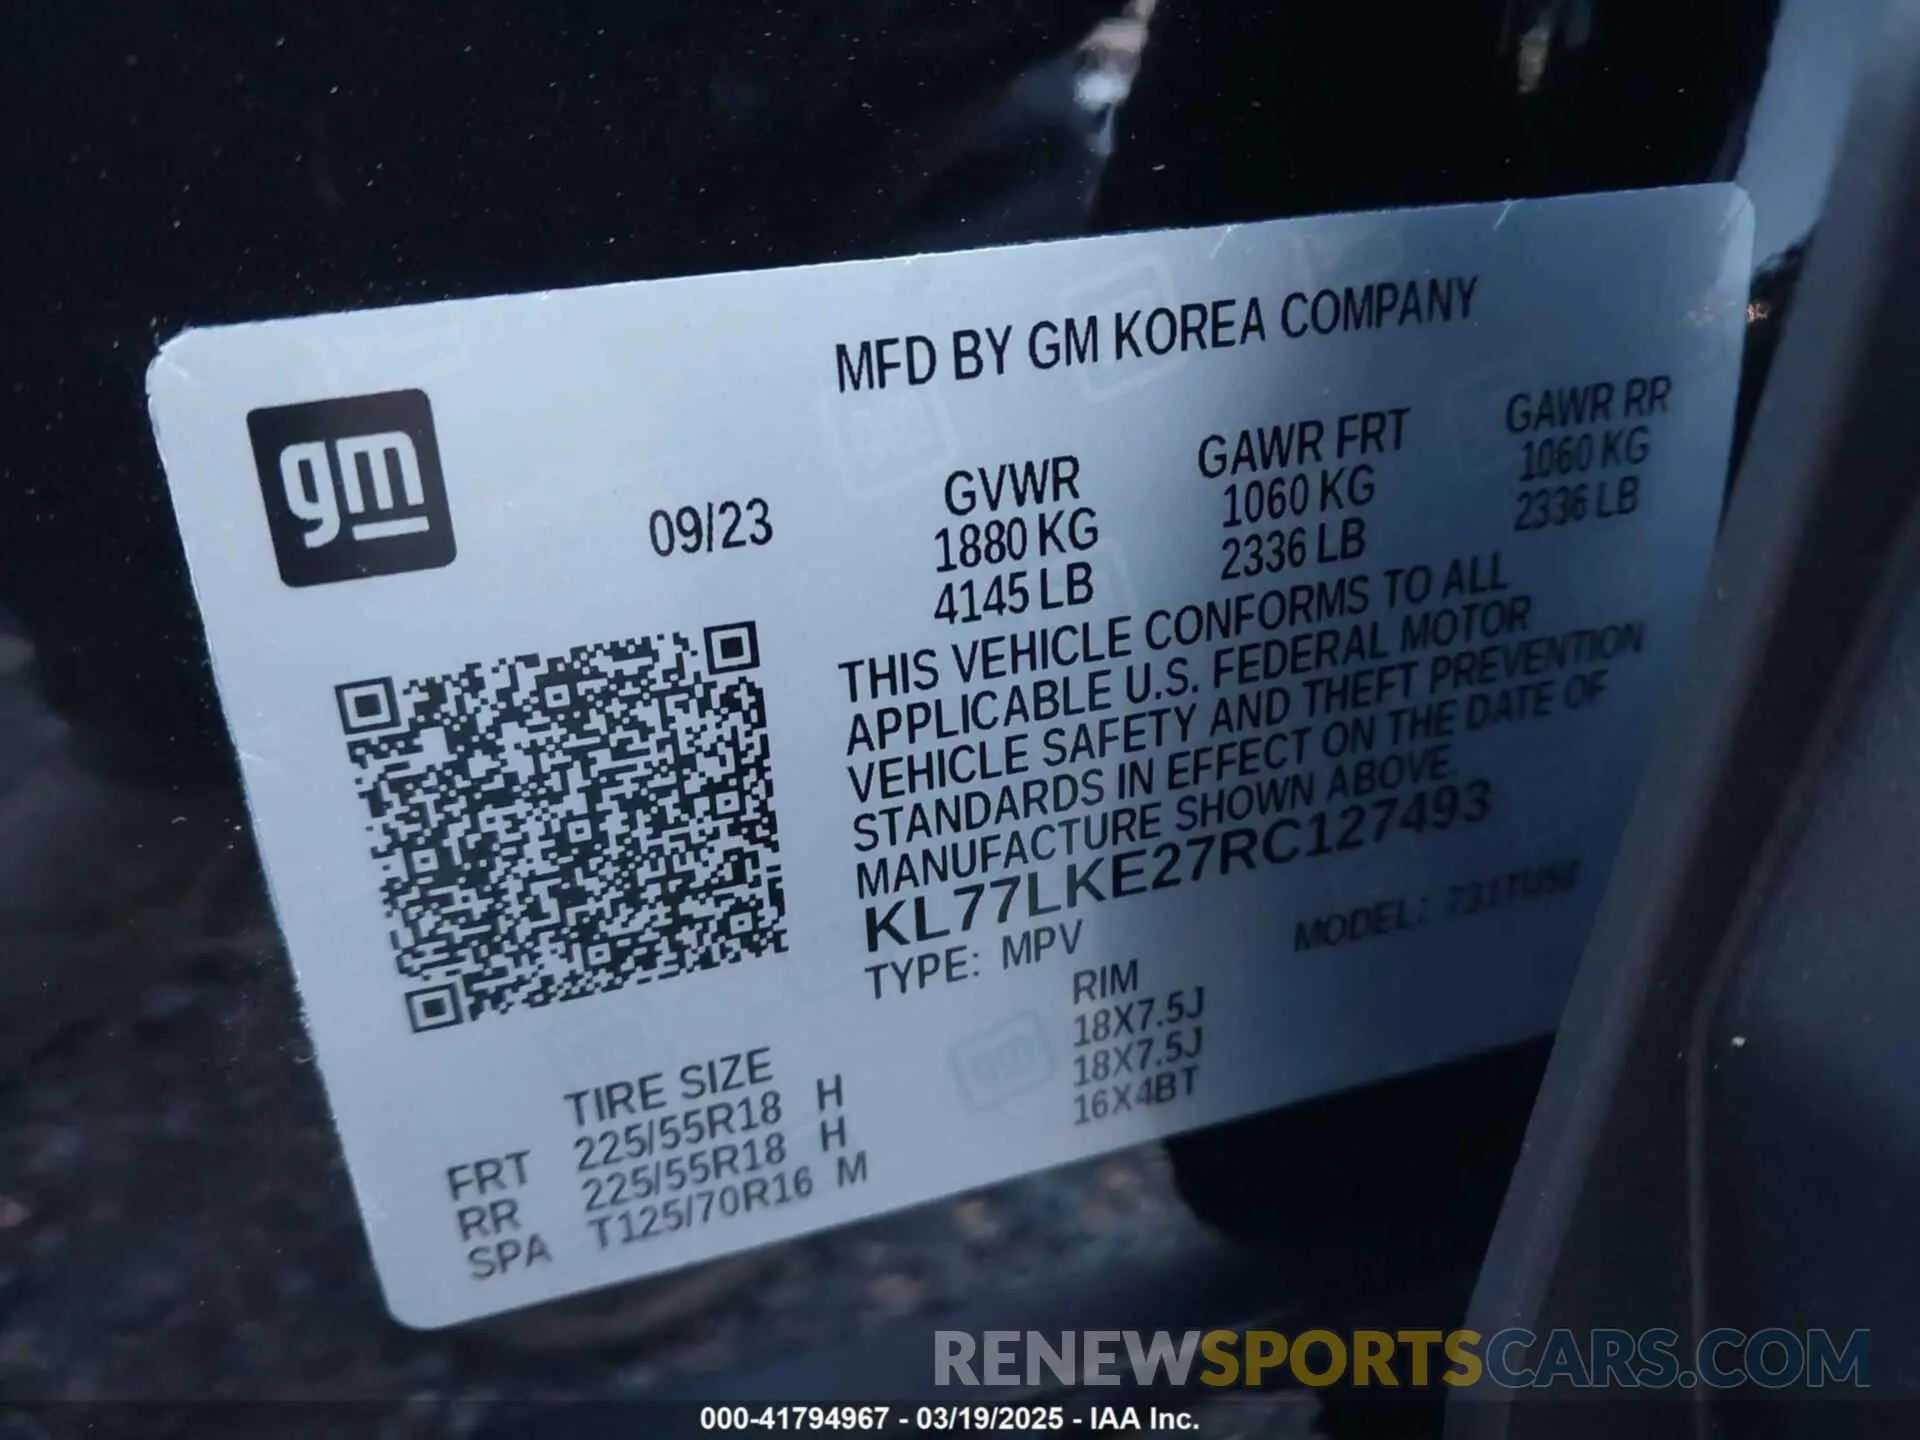 MFD BY GM KOREA COMPANY
gm
09/23
GVWR GAWR FRT GAWR RR
1880 KG 1060 KG 1060 KG
4145 LB 2336 LB 2336 LB
THIS VEHICLE CONFORMS TO ALL
APPLICABLE U.S. FEDERAL MOTOR
VEHICLE SAFETY AND THEFT PREVENTION
STANDARDS IN EFFECT ON THE DATE OF
MANUFACTURE SHOWN ABOVE.
KL77LKE27RC127493
TYPE: MPV MODEL:
TIRE SIZE RIM
FRT 225/55R18 H 18X7.5J
RR 225/55R18 H 18X7.5J
SPA T125/70R16 M 16X4BT
RENEWSPORTSCARS.COM
000-41794967 - 03/19/2025 - IAA Inc.